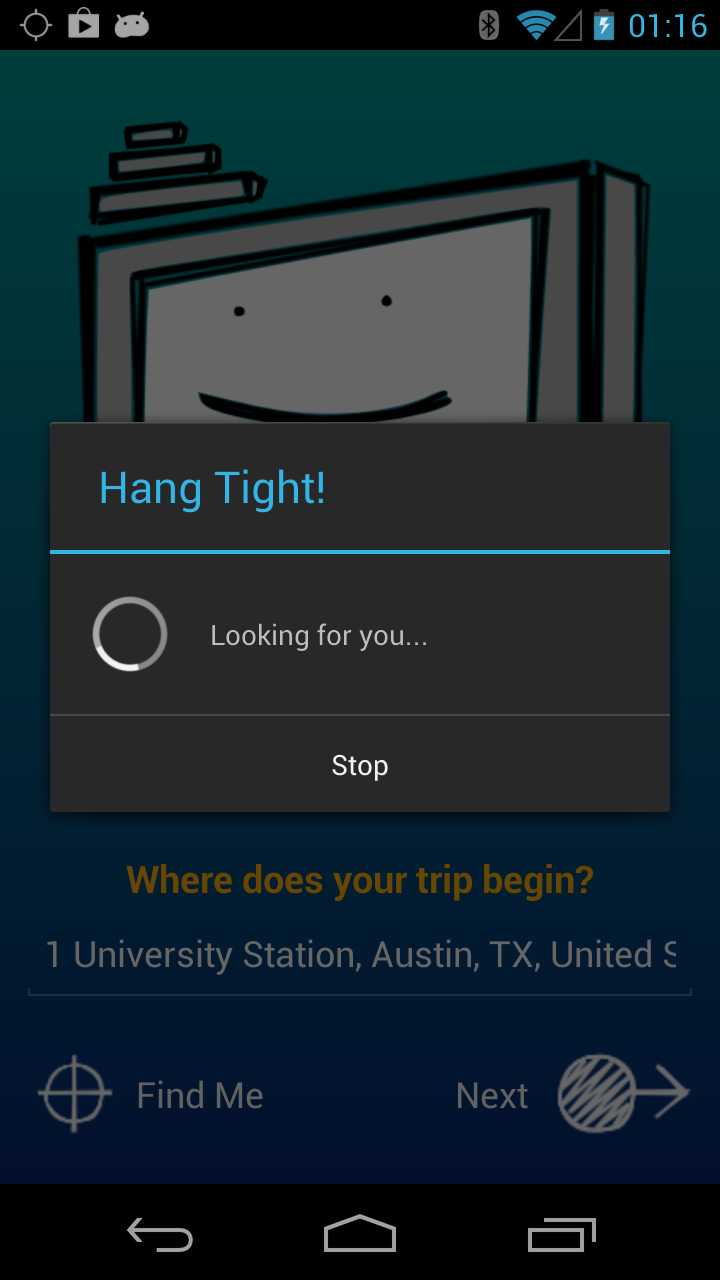 01:16
Hang Tight!
Looking for you...
Stop
Where does your trip begin?
1 University Station, Austin, TX, United S
Find Me
Next